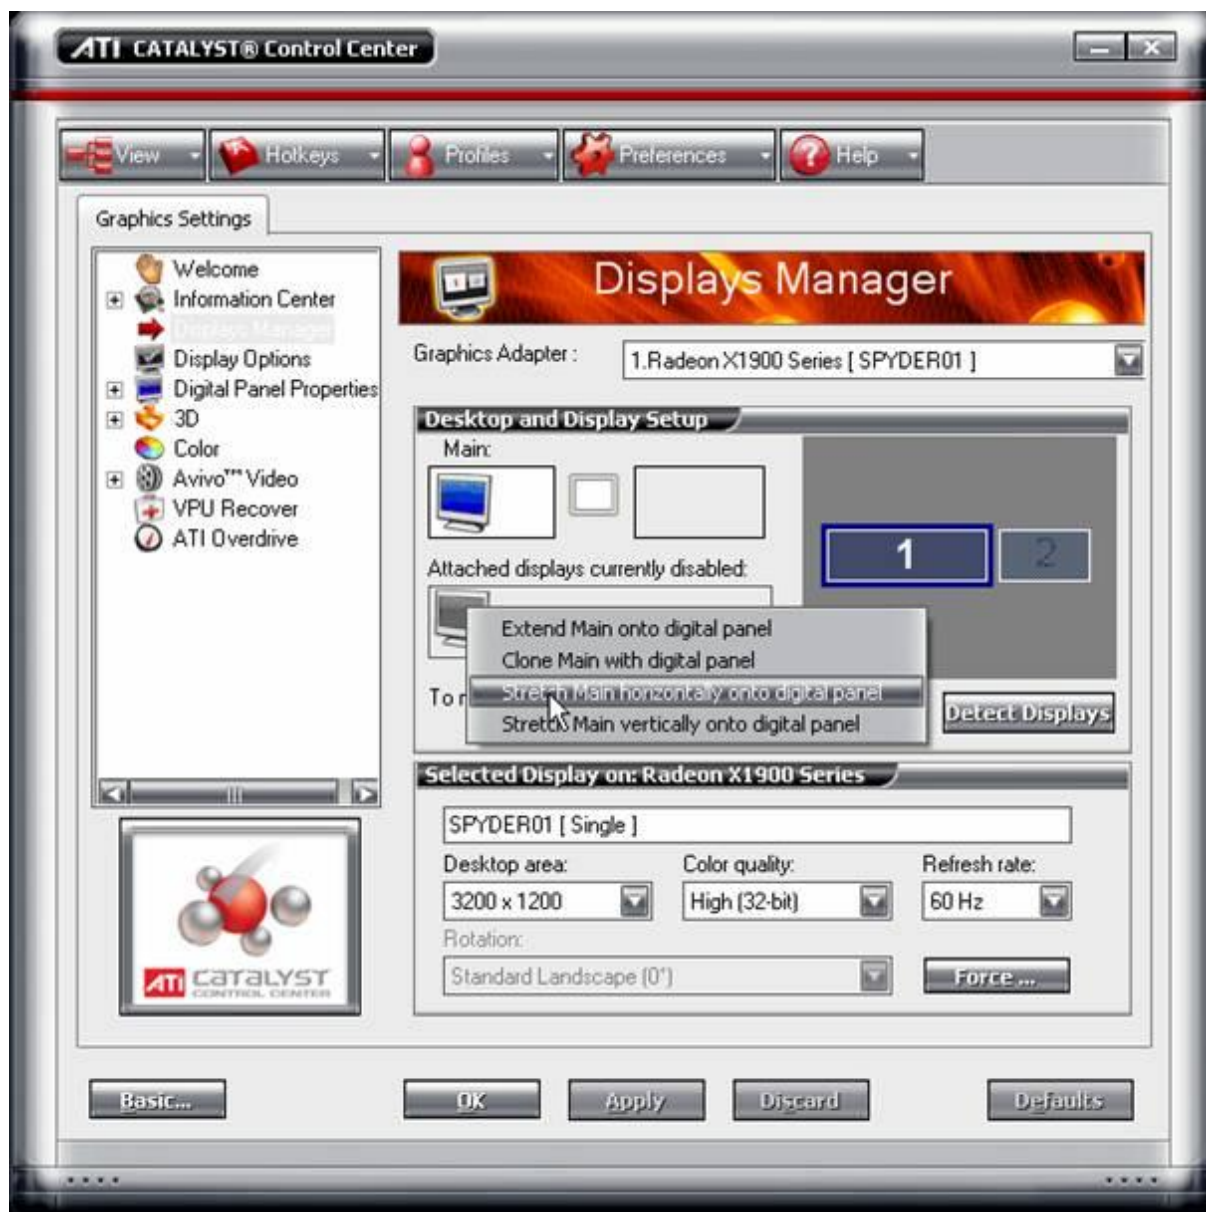 ATI CATALYST® Control Center
View
Hotkeys
Profiles
Preferences
Help
Graphics Settings
Welcome
Information Center
Displays Manager
Display Options
Digital Panel Properties
3D
Color
Avivo™ Video
VPU Recover
ATI Overdrive
Displays Manager
Graphics Adapter :
1.Radeon X1900 Series [ SPYDER01 ]
Desktop and Display Setup
Main:
1
2
Attached displays currently disabled:
Extend Main onto digital panel
Clone Main with digital panel
Stretch Main horizontally onto digital panel
Stretch Main vertically onto digital panel
To r
Detect Displays
Selected Display on: Radeon X1900 Series
SPYDER01 [ Single ]
Desktop area:
Color quality:
Refresh rate:
3200 x 1200
High (32-bit)
60 Hz
Rotation:
Standard Landscape (0°)
Force ...
ATI CATALYST
CONTROL CENTER
Basic...
OK
Apply
Discard
Defaults